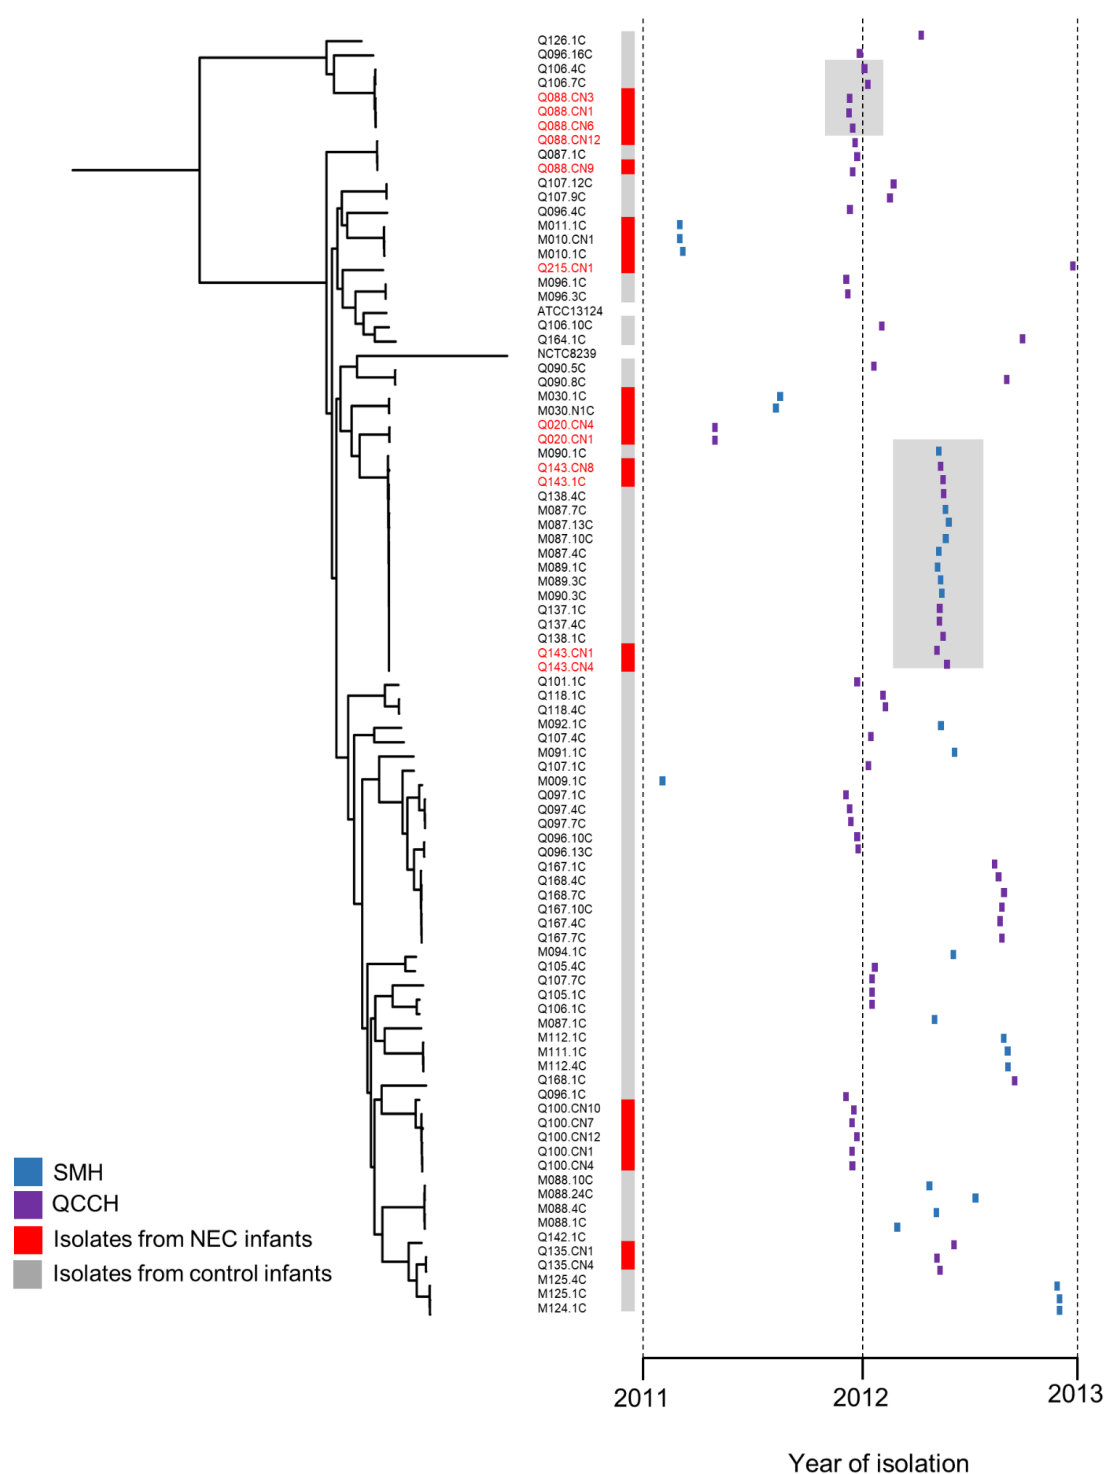 Q126.1C
Q096.16C
Q106.4C
Q106.7C
Q088.CN3
Q088.CN1
Q088.CN6
Q088.CN12
Q087.1C
Q088.CN9
Q107.12C
Q107.9C
Q096.4C
M011.1C
M010.CN1
M010.1C
Q215.CN1
M096.1C
M096.3C
ATCC13124
Q106.10C
Q164.1C
NCTC8239
Q090.5C
Q090.8C
M030.1C
M030.N1C
Q020.CN4
Q020.CN1
M090.1C
Q143.CN8
Q143.1C
Q138.4C
M087.7C
M087.13C
M087.10C
M087.4C
M089.1C
M089.3C
M090.3C
Q137.1C
Q137.4C
Q138.1C
Q143.CN1
Q143.CN4
Q101.1C
Q118.1C
Q118.4C
M092.1C
Q107.4C
M091.1C
Q107.1C
M009.1C
Q097.1C
Q097.4C
Q097.7C
Q096.10C
Q096.13C
Q167.1C
Q168.4C
Q168.7C
Q167.10C
Q167.4C
Q167.7C
M094.1C
Q105.4C
Q107.7C
Q105.1C
Q106.1C
M087.1C
M112.1C
M111.1C
M112.4C
Q168.1C
Q096.1C
Q100.CN10
Q100.CN7
Q100.CN12
Q100.CN1
Q100.CN4
M088.10C
M088.24C
M088.4C
M088.1C
Q142.1C
Q135.CN1
Q135.CN4
M125.4C
M125.1C
M124.1C
SMH
QCCH
Isolates from NEC infants
Isolates from control infants
2011 2012 2013
Year of isolation